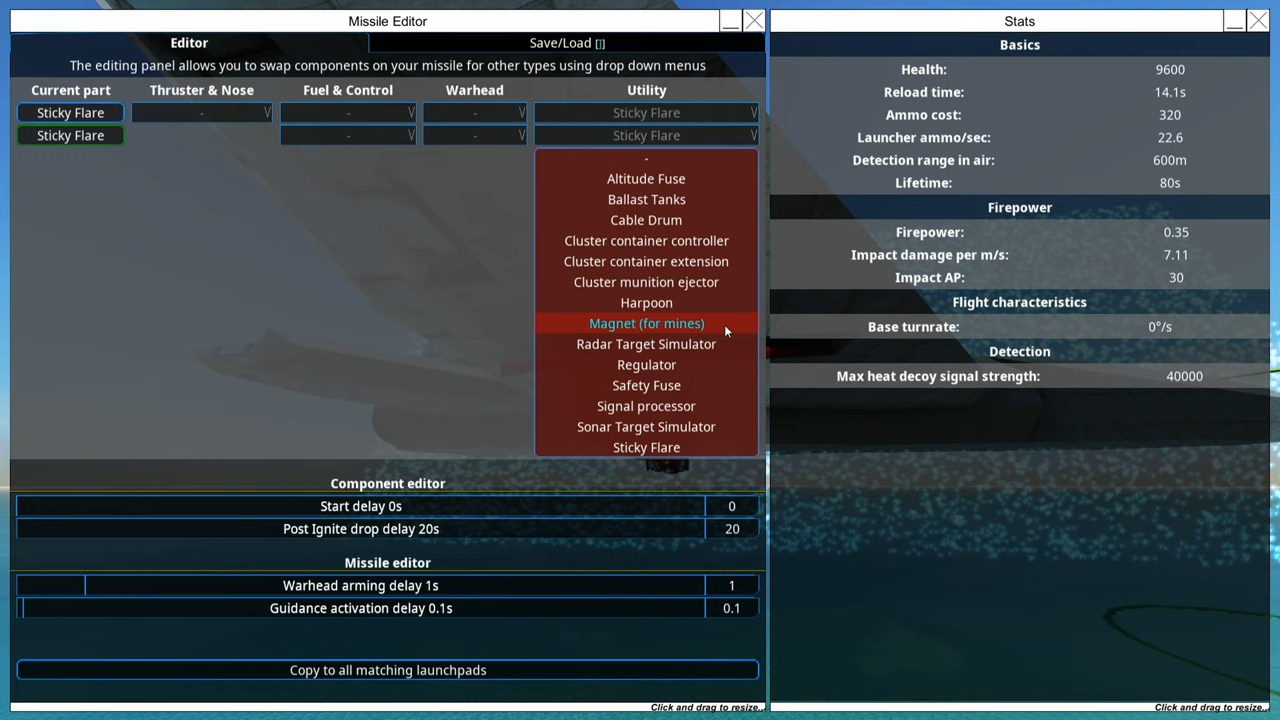 Missile Editor
Editor
Save/Load []
The editing panel allows you to swap components on your missile for other types using drop down menus
Current part Thruster & Nose Fuel & Control Warhead Utility
Sticky Flare - V - V - V Sticky Flare V
Sticky Flare - V - V Sticky Flare V
-
Altitude Fuse
Ballast Tanks
Cable Drum
Cluster container controller
Cluster container extension
Cluster munition ejector
Harpoon
Magnet (for mines)
Radar Target Simulator
Regulator
Safety Fuse
Signal processor
Sonar Target Simulator
Sticky Flare
Component editor
Start delay 0s 0
Post Ignite drop delay 20s 20
Missile editor
Warhead arming delay 1s 1
Guidance activation delay 0.1s 0.1
Copy to all matching launchpads
Click and drag to resize...
Stats
Basics
Health: 9600
Reload time: 14.1s
Ammo cost: 320
Launcher ammo/sec: 22.6
Detection range in air: 600m
Lifetime: 80s
Firepower
Firepower: 0.35
Impact damage per m/s: 7.11
Impact AP: 30
Flight characteristics
Base turnrate: 0°/s
Detection
Max heat decoy signal strength: 40000
Click and drag to resize...